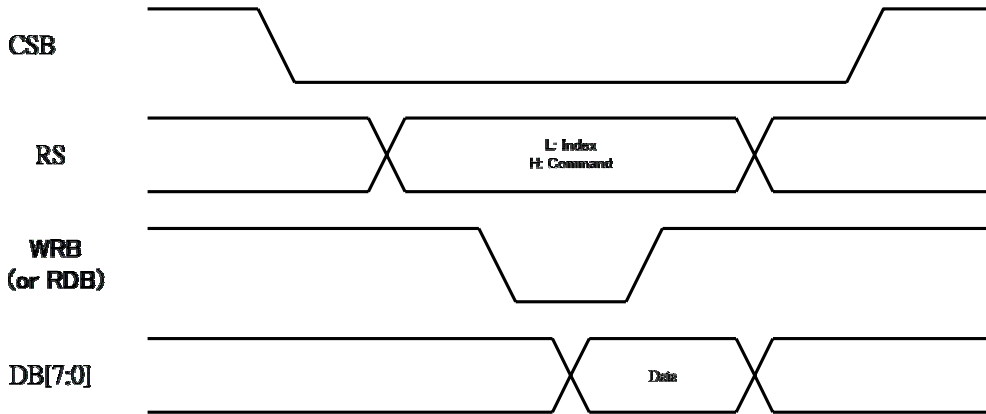 CSB
RS
L: Index
H: Command
WRB
(or RDB)
DB[7:0]
Data